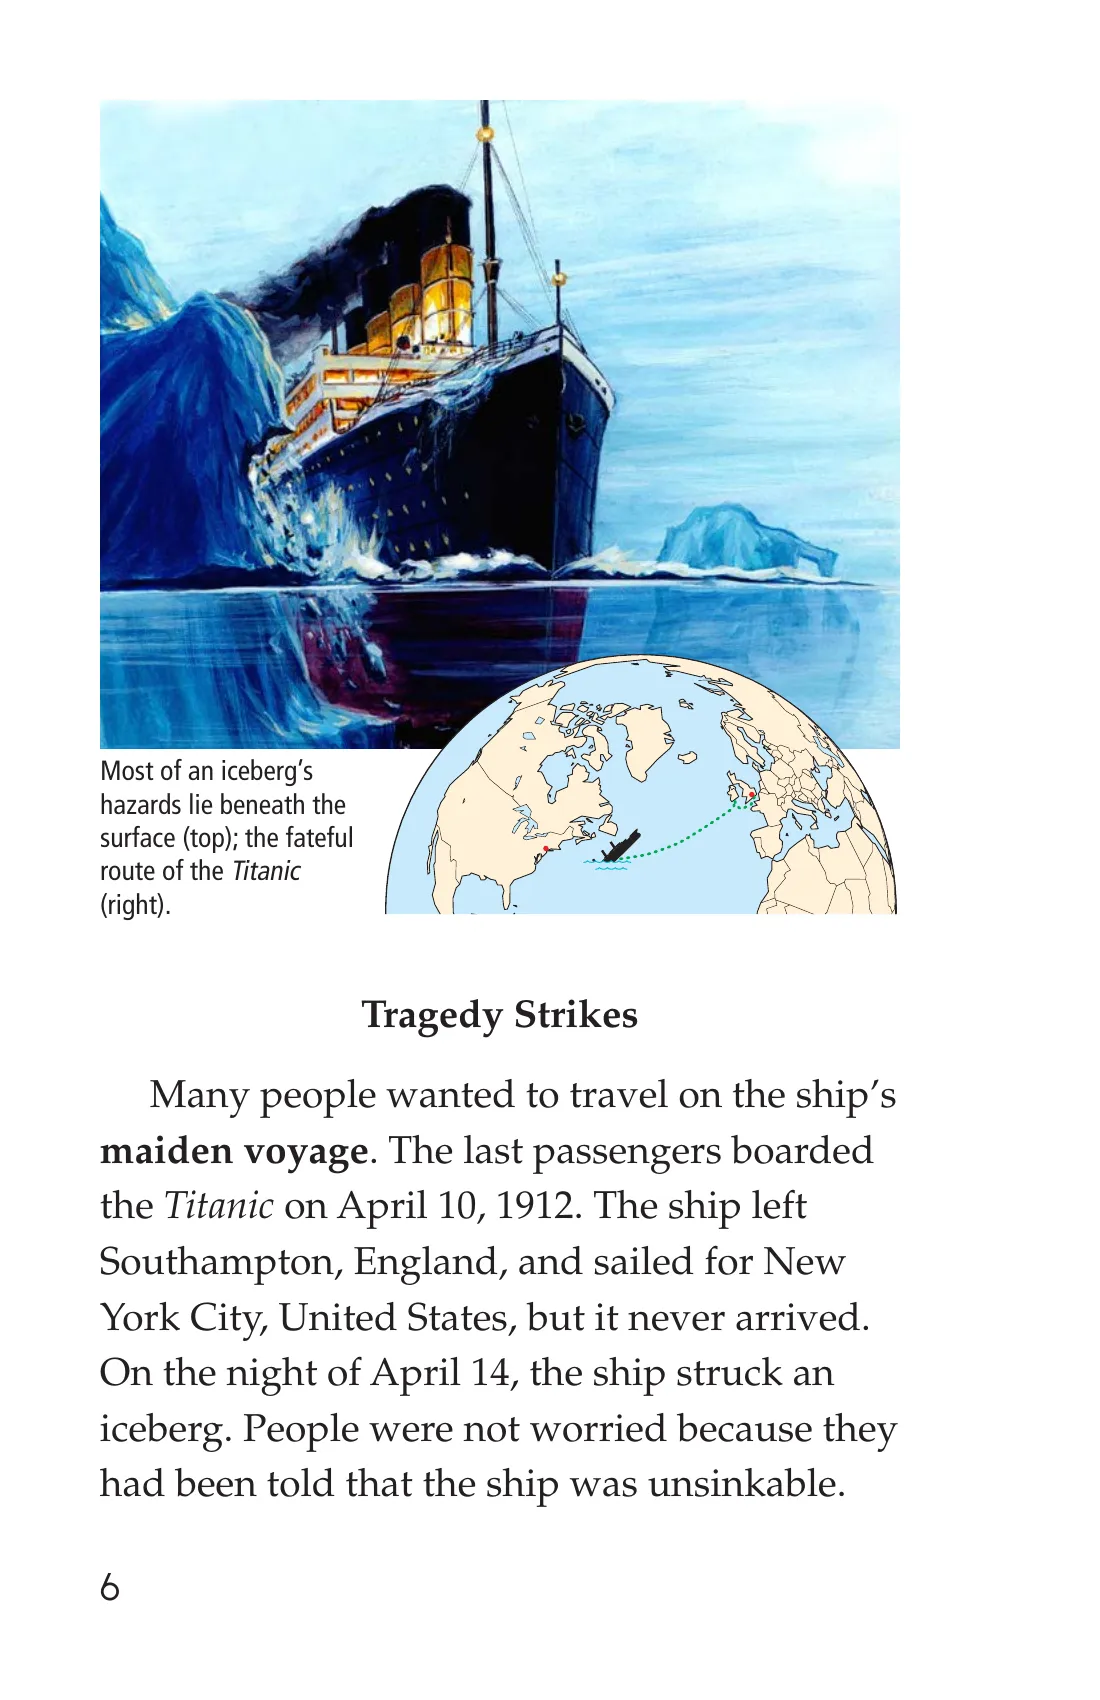 Most of an iceberg’s
hazards lie beneath the
surface (top); the fateful
route of the Titanic
(right).
Tragedy Strikes
Many people wanted to travel on the ship’s
maiden voyage. The last passengers boarded
the Titanic on April 10, 1912. The ship left
Southampton, England, and sailed for New
York City, United States, but it never arrived.
On the night of April 14, the ship struck an
iceberg. People were not worried because they
had been told that the ship was unsinkable.
6